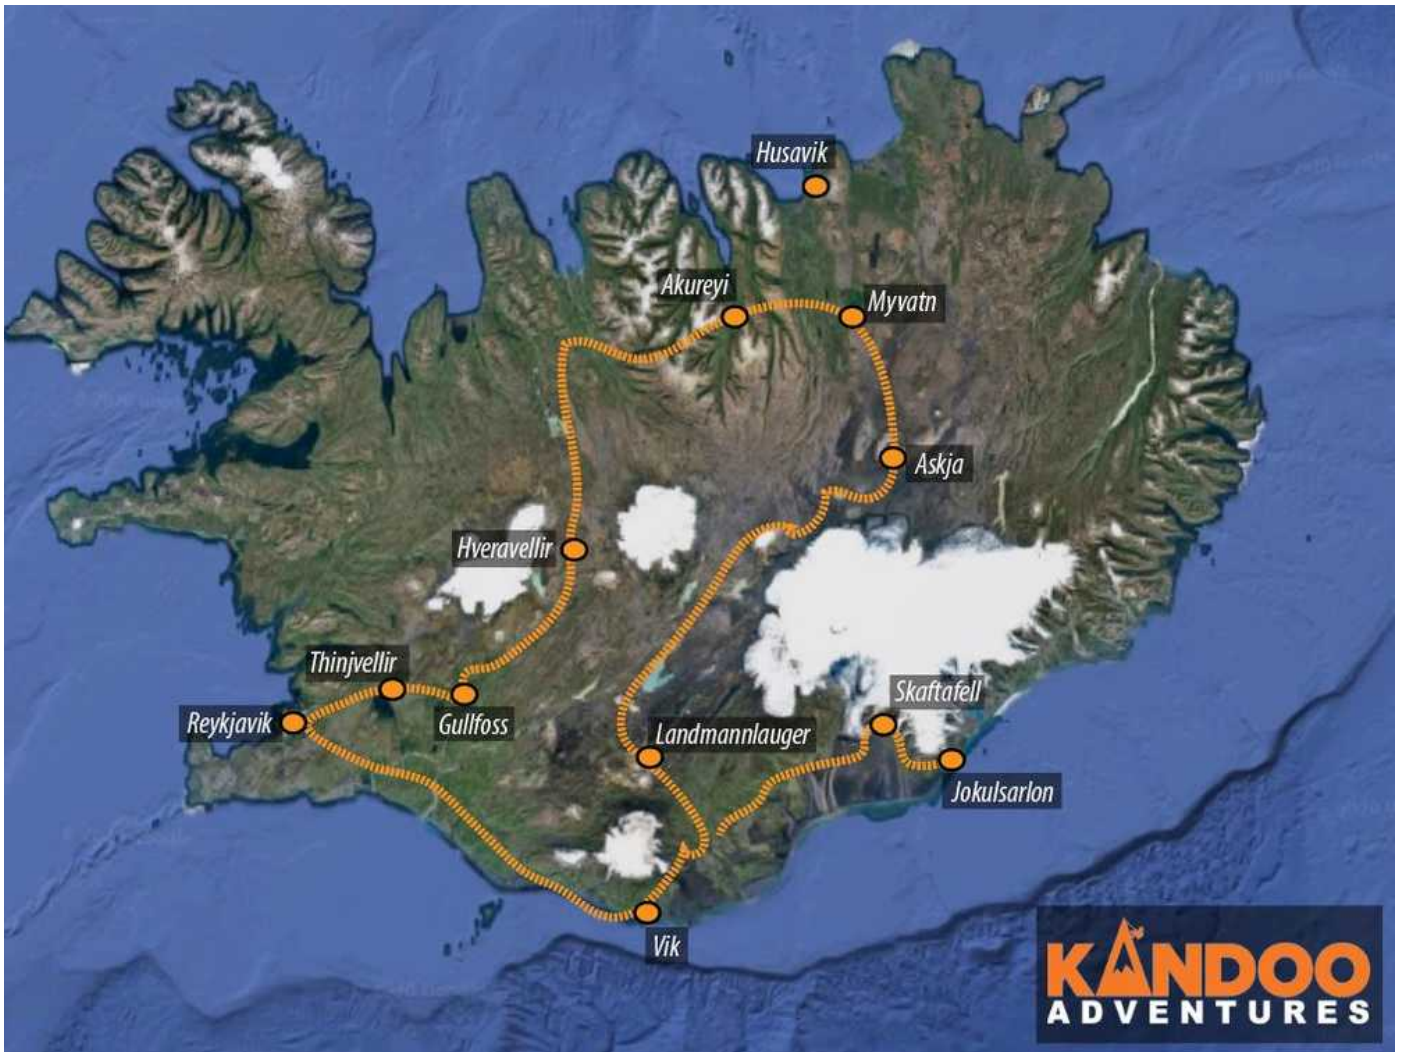 Husavik
Akureyi
Myvatn
Askja
Hveravellir
Thinjvellir
Skaftafell
Reykjavik
Gullfoss
Landmannlauger
Jokulsarlon
Vik
KANDOO
ADVENTURES